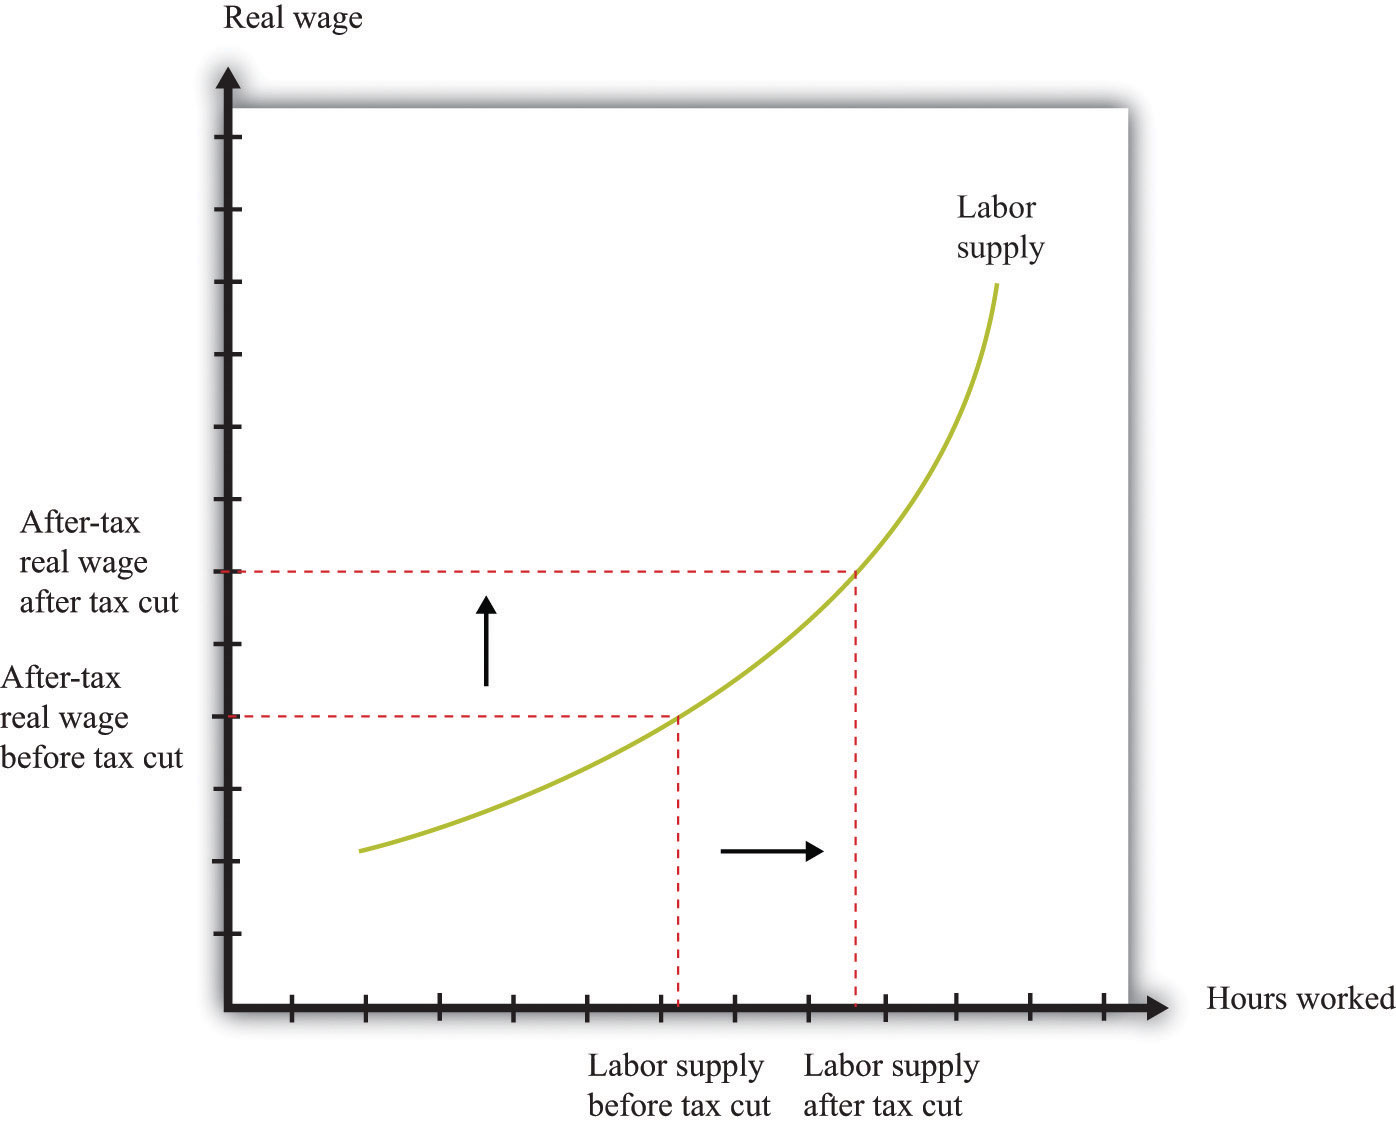 Real wage
Labor
supply
After-tax
real wage
after tax cut
After-tax
real wage
before tax cut
Hours worked
Labor supply
before tax cut
Labor supply
after tax cut